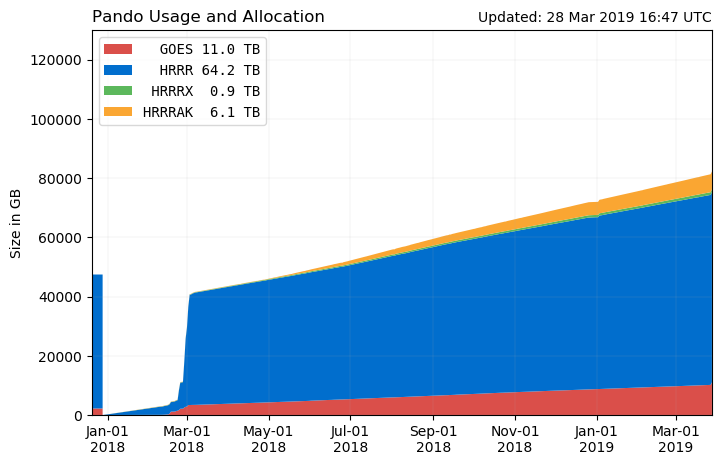 Pando Usage and Allocation
Updated: 28 Mar 2019 16:47 UTC
GOES 11.0 TB
HRRR 64.2 TB
HRRRX 0.9 TB
HRRRAK 6.1 TB
Size in GB
120000
100000
80000
60000
40000
20000
0
Jan-01 Mar-01 May-01 Jul-01 Sep-01 Nov-01 Jan-01 Mar-01
2018 2018 2018 2018 2018 2018 2019 2019